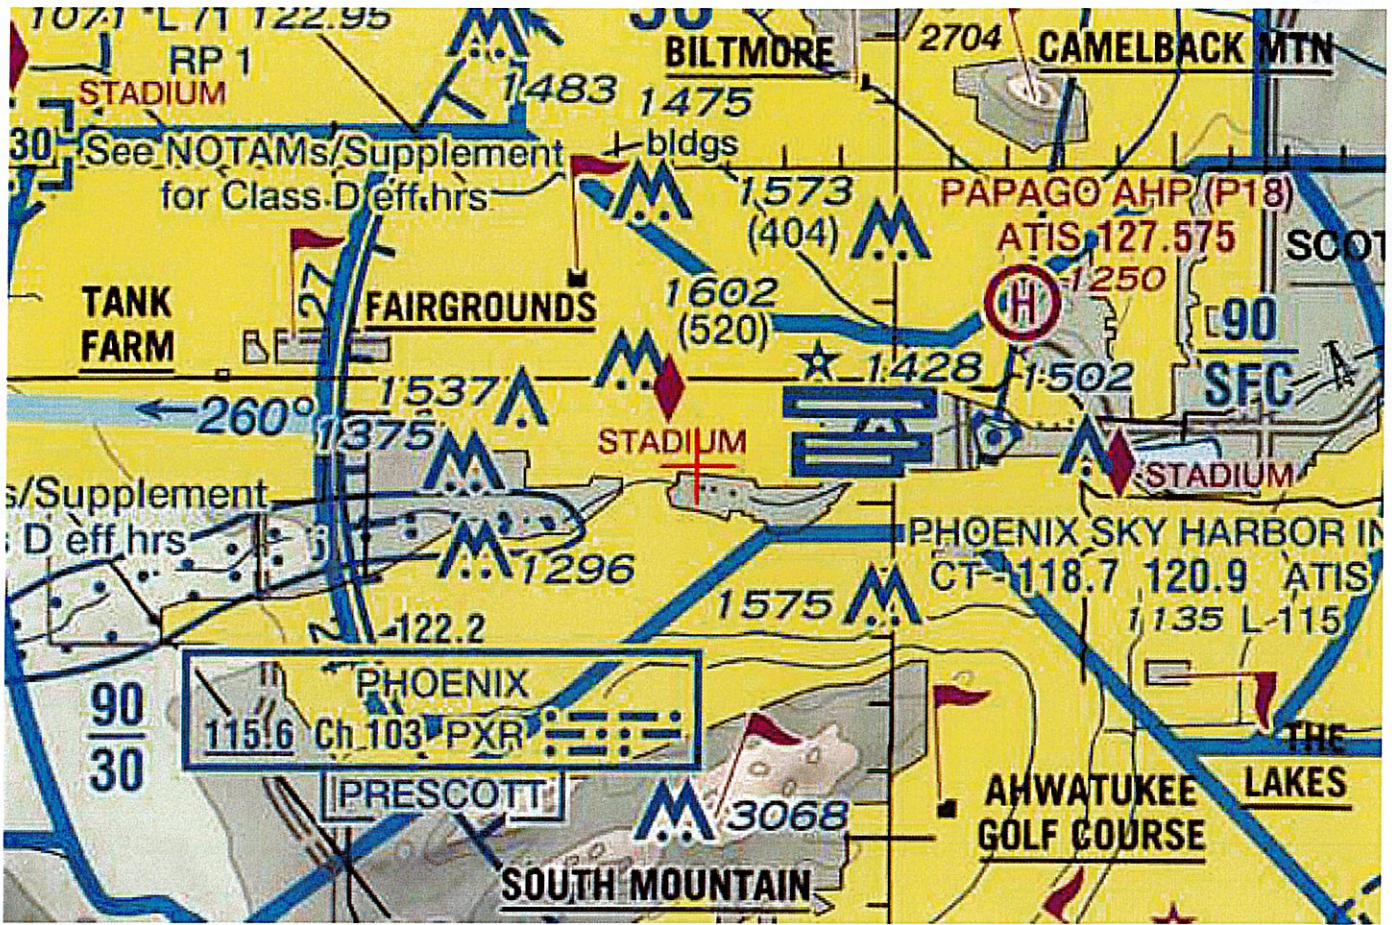 1071 L 71 122.95
RP 1
STADIUM
30
See NOTAMs/Supplement
for Class D eff hrs
1483
1475
bldgs
BILTMORE
2704
CAMELBACK MTN
1573
(404)
PAPAGO AHP (P18)
ATIS 127.575
1250
H
SCOT
TANK
FARM
27
FAIRGROUNDS
1602
(520)
90
SFC
1537
1428
1502
260°
1375
STADIUM
STADIUM
s/Supplement
D eff hrs
1296
PHOENIX SKY HARBOR IN
CT - 118.7 120.9 ATIS
1135 L 115
1575
122.2
PHOENIX
115.6 Ch 103 PXR
PRESCOTT
90
30
3068
SOUTH MOUNTAIN
AHWATUKEE
GOLF COURSE
THE
LAKES